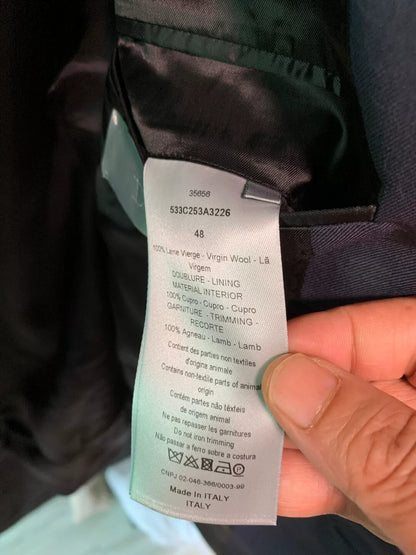 35656
533C253A3226
48
100% Laine Vierge - Virgin Wool - Lã
Virgem
DOUBLURE - LINING
MATERIAL INTERIOR
100% Cupro - Cupro - Cupro
GARNITURE - TRIMMING -
RECORTE
100% Agneau - Lamb - Lamb
Contient des parties non textiles
d'origine animale
Contains non-textile parts of animal
origin
Contém partes não têxteis
de origem animal
Ne pas repasser les garnitures
Do not iron trimming
Não passar a ferro sobre a costura
CNPJ 02-046-366/0003-99
Made in ITALY
ITALY